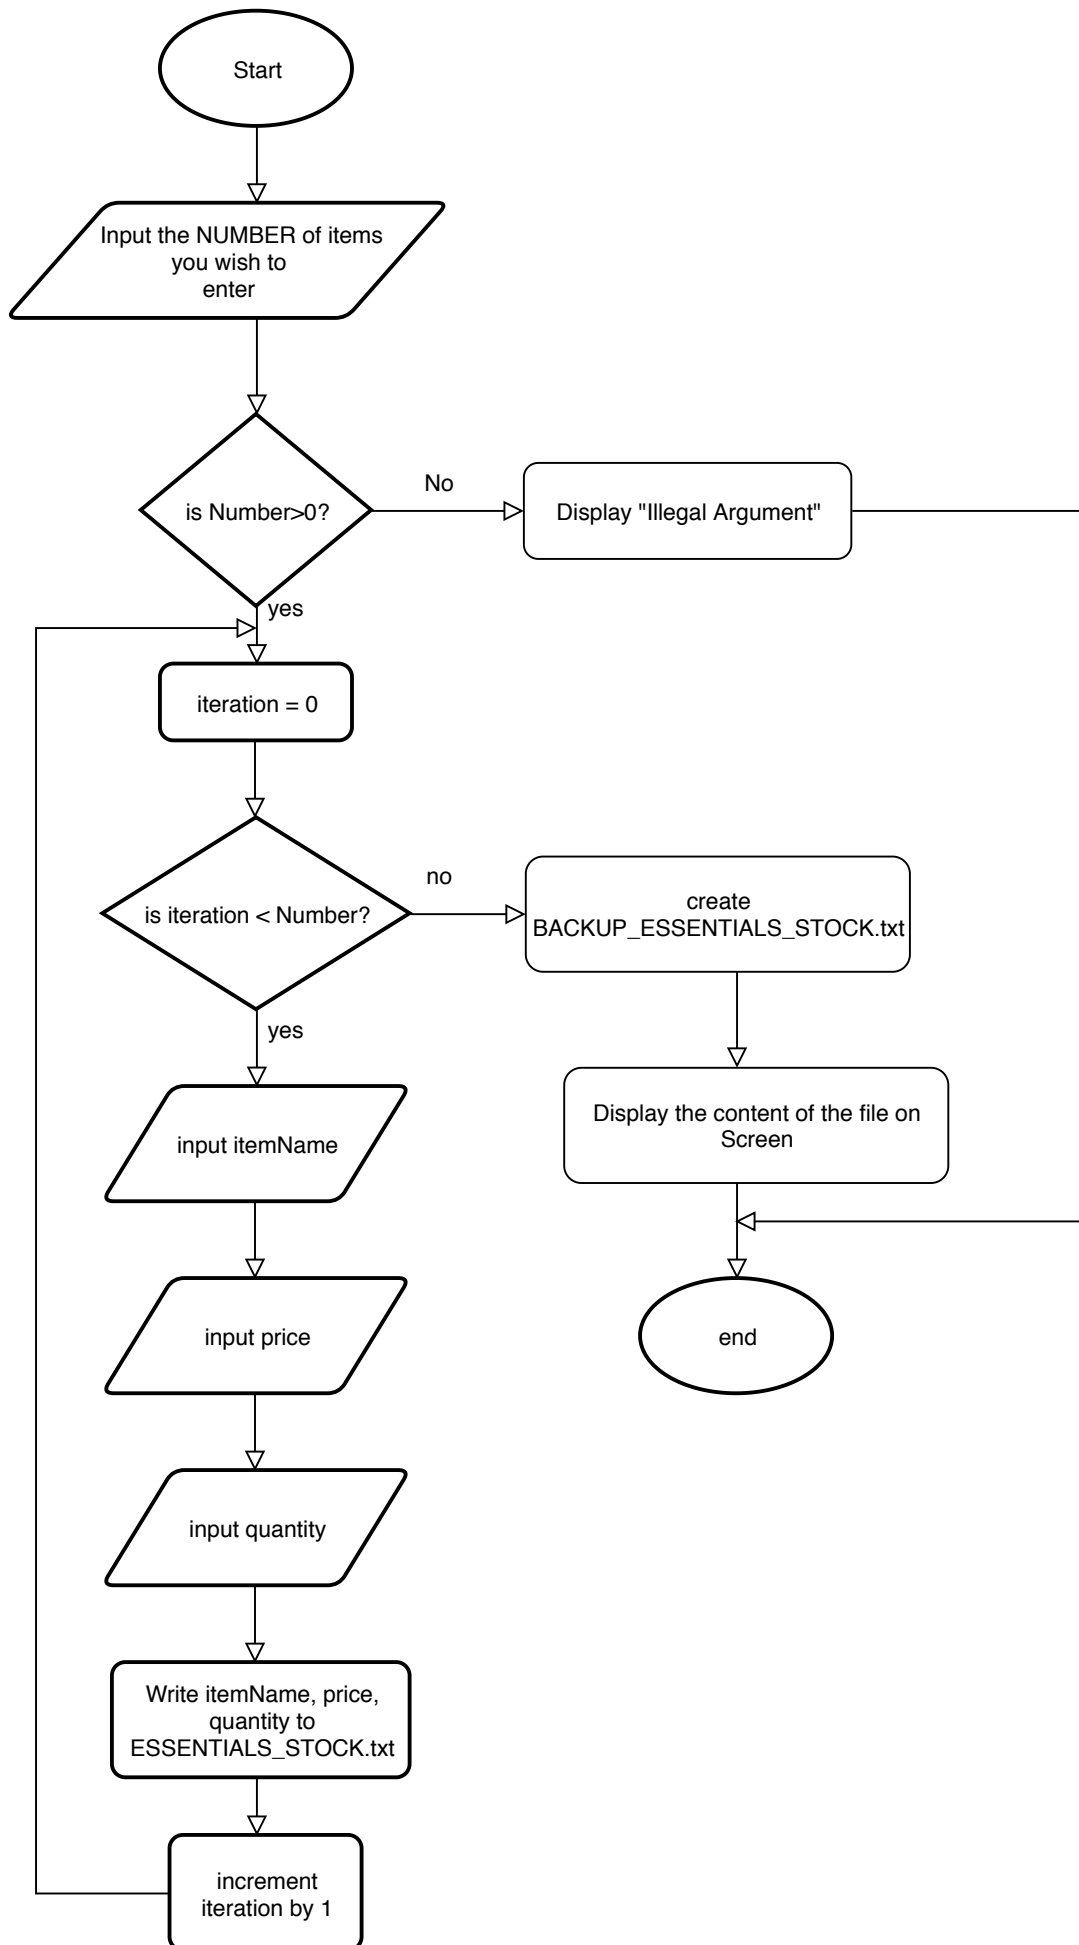 Start
Input the NUMBER of items
you wish to
enter
is Number>0?
No
Display "Illegal Argument"
yes
iteration = 0
is iteration < Number?
no
create
BACKUP_ESSENTIALS_STOCK.txt
yes
Display the content of the file on
Screen
input itemName
input price
end
input quantity
Write itemName, price,
quantity to
ESSENTIALS_STOCK.txt
increment
iteration by 1